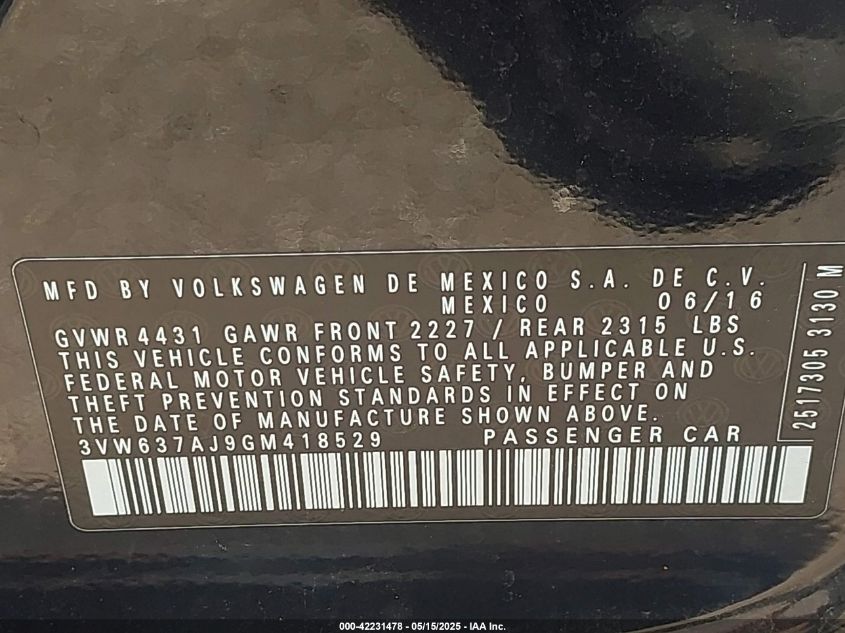 MFD BY VOLKSWAGEN DE MEXICO S.A. DE C.V.
MEXICO 06/16
GVWR 4431 GAWR FRONT 2227 / REAR 2315 LBS
THIS VEHICLE CONFORMS TO ALL APPLICABLE U.S.
FEDERAL MOTOR VEHICLE SAFETY, BUMPER AND
THEFT PREVENTION STANDARDS IN EFFECT ON
THE DATE OF MANUFACTURE SHOWN ABOVE.
3VW637AJ9GM418529 PASSENGER CAR
2517305 3130 M
000-42231478 - 05/15/2025 - IAA Inc.